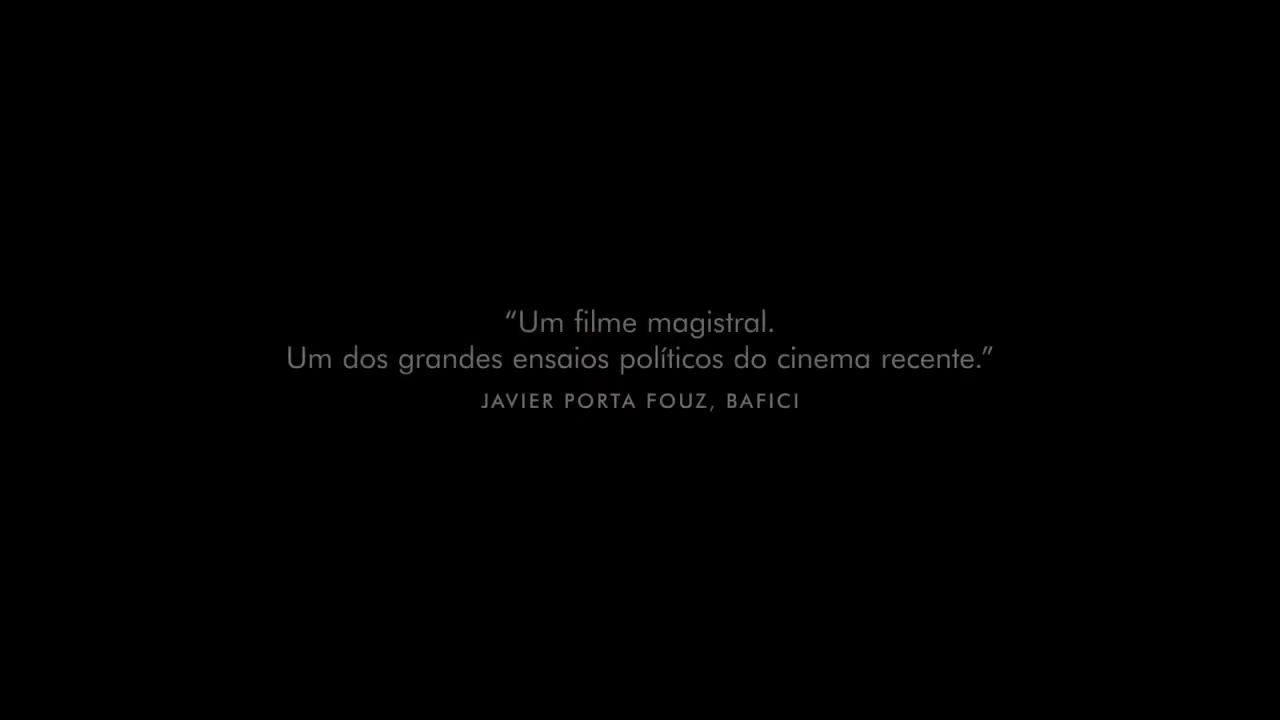 “Um filme magistral.
Um dos grandes ensaios políticos do cinema recente.”
JAVIER PORTA FOUZ, BAFICI